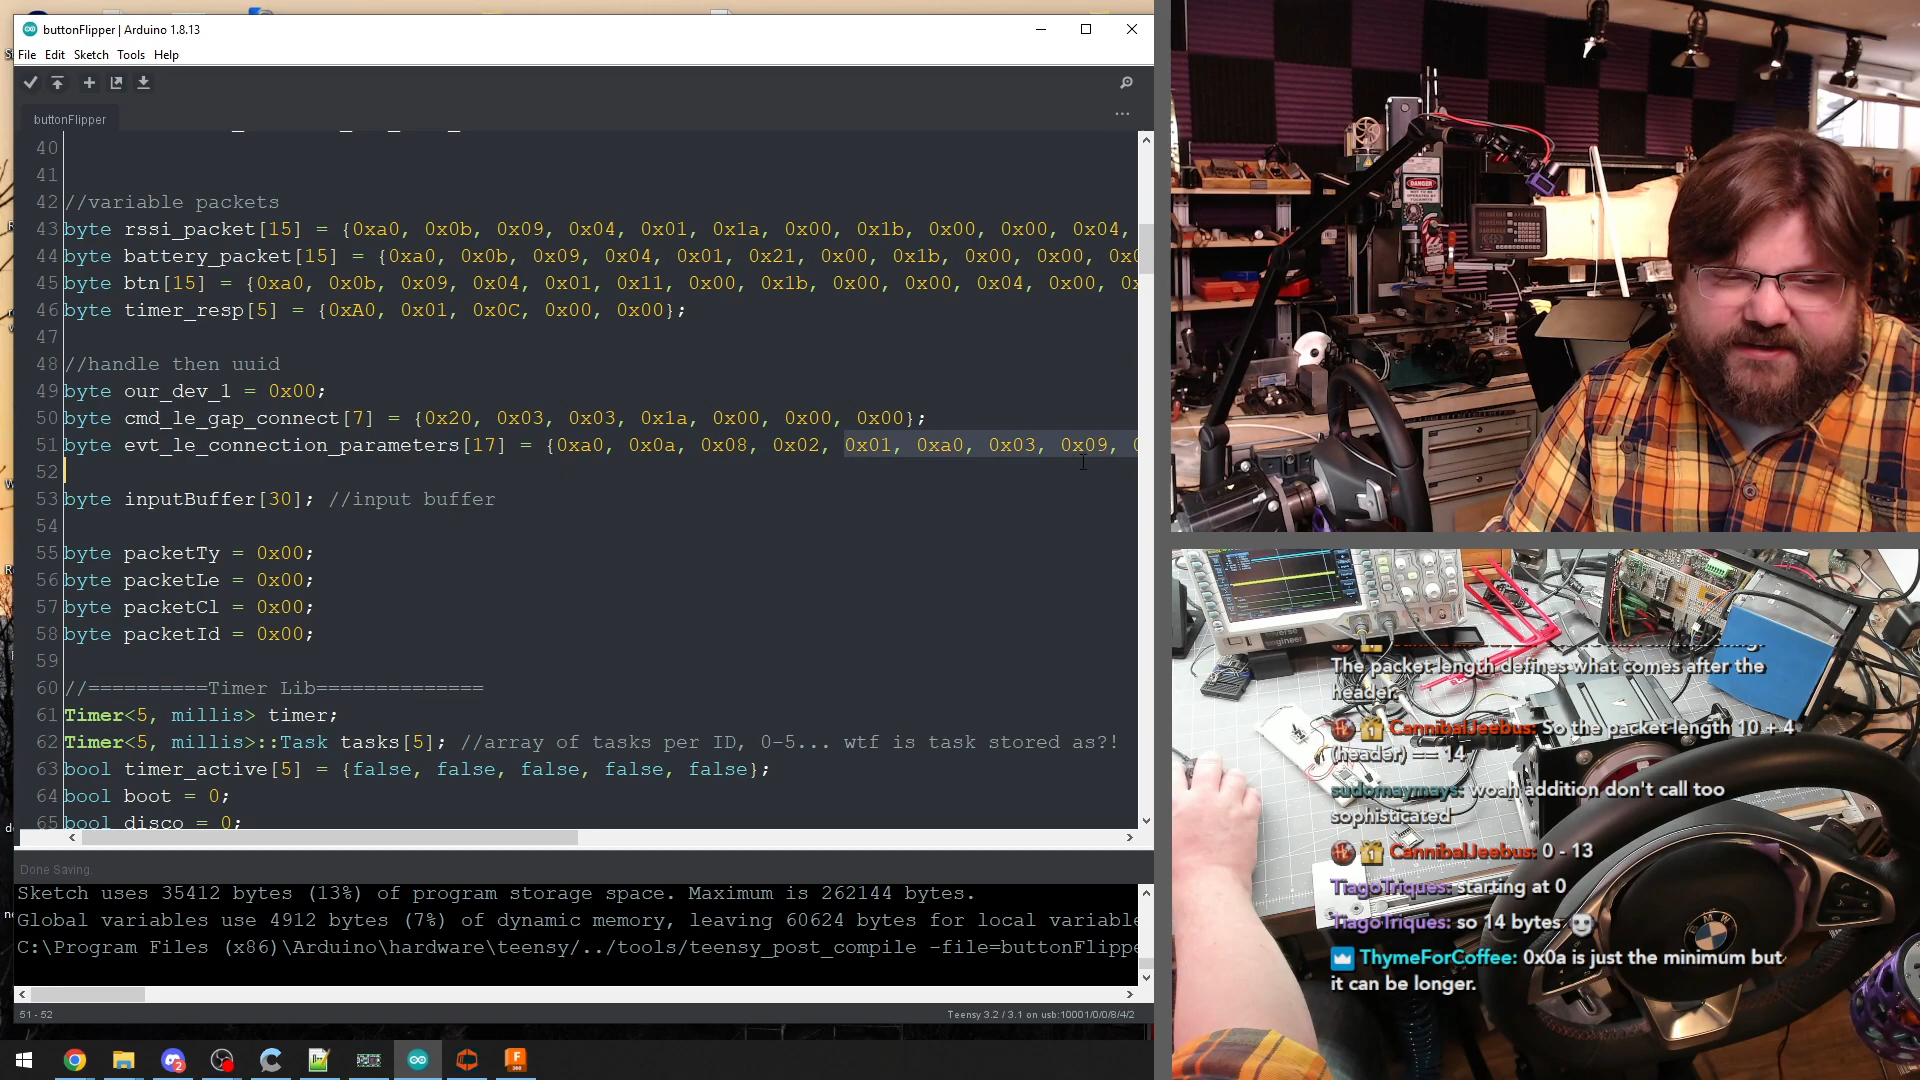 buttonFlipper | Arduino 1.8.13
File Edit Sketch Tools Help
buttonFlipper
40
41
42 //variable packets
43 byte rssi_packet[15] = {0xa0, 0x0b, 0x09, 0x04, 0x01, 0x1a, 0x00, 0x1b, 0x00, 0x00, 0x04,
44 byte battery_packet[15] = {0xa0, 0x0b, 0x09, 0x04, 0x01, 0x21, 0x00, 0x1b, 0x00, 0x00, 0x0
45 byte btn[15] = {0xa0, 0x0b, 0x09, 0x04, 0x01, 0x11, 0x00, 0x1b, 0x00, 0x00, 0x04, 0x00, 0x
46 byte timer_resp[5] = {0xA0, 0x01, 0x0C, 0x00, 0x00};
47
48 //handle then uuid
49 byte our_dev_1 = 0x00;
50 byte cmd_le_gap_connect[7] = {0x20, 0x03, 0x03, 0x1a, 0x00, 0x00, 0x00};
51 byte evt_le_connection_parameters[17] = {0xa0, 0x0a, 0x08, 0x02, 0x01, 0xa0, 0x03, 0x09, 0
52
53 byte inputBuffer[30]; //input buffer
54
55 byte packetTy = 0x00;
56 byte packetLe = 0x00;
57 byte packetCl = 0x00;
58 byte packetId = 0x00;
59
60 //==========Timer Lib==============
61 Timer<5, millis> timer;
62 Timer<5, millis>::Task tasks[5]; //array of tasks per ID, 0-5... wtf is task stored as?!
63 bool timer_active[5] = {false, false, false, false, false};
64 bool boot = 0;
65 bool disco = 0;
Done Saving.
Sketch uses 35412 bytes (13%) of program storage space. Maximum is 262144 bytes.
Global variables use 4912 bytes (7%) of dynamic memory, leaving 60624 bytes for local variable
C:\Program Files (x86)\Arduino\hardware\teensy/../tools/teensy_post_compile -file=buttonFlippe
51 - 52
Teensy 3.2 / 3.1 on usb:10001/0/0/8/4/2
DANGER
The packet length defines what comes after the
header.
CannibalJeebus: So the packet length 10 + 4
(header) == 14
sudomaymays: woah addition don't call too
sophisticated
CannibalJeebus: 0 - 13
TiagoTriques: starting at 0
TiagoTriques: so 14 bytes
ThymeForCoffee: 0x0a is just the minimum but
it can be longer.
BMW